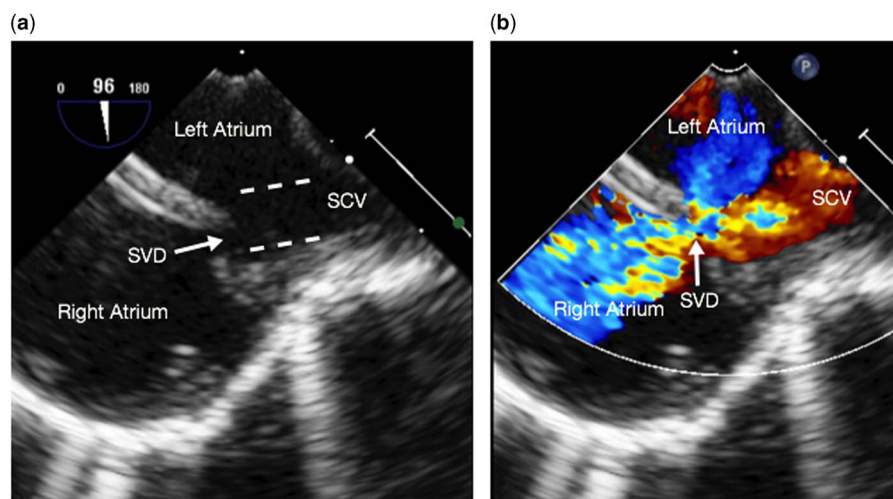 (a)
0 96 180
Left Atrium
SCV
SVD
Right Atrium
(b)
P
Left Atrium
SCV
Right Atrium
SVD